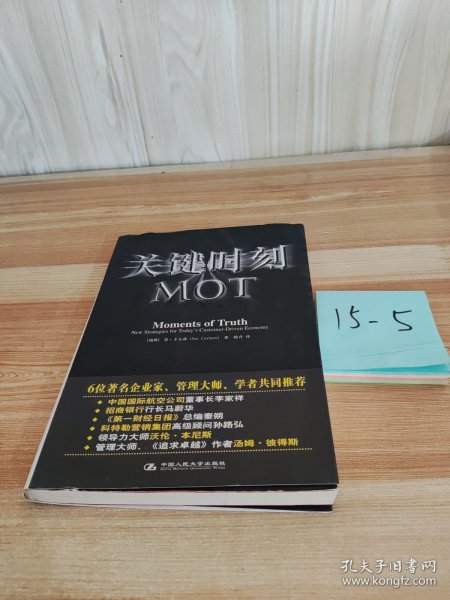 关键时刻
MOT
Moments of Truth
New Strategies for Today's Customer-Driven Economy
[瑞典] 詹·卡尔森 (Jan Carlzon) 著 韩卉 译
6位著名企业家、管理大师、学者共同推荐
◆ 中国国际航空公司董事长李家祥
◆ 招商银行行长马蔚华
◆ 《第一财经日报》总编秦朔
◆ 科特勒营销集团高级顾问孙路弘
◆ 领导力大师沃伦·本尼斯
◆ 管理大师、《追求卓越》作者汤姆·彼得斯
中国人民大学出版社
15-5
孔夫子旧书网
www.kongfz.com